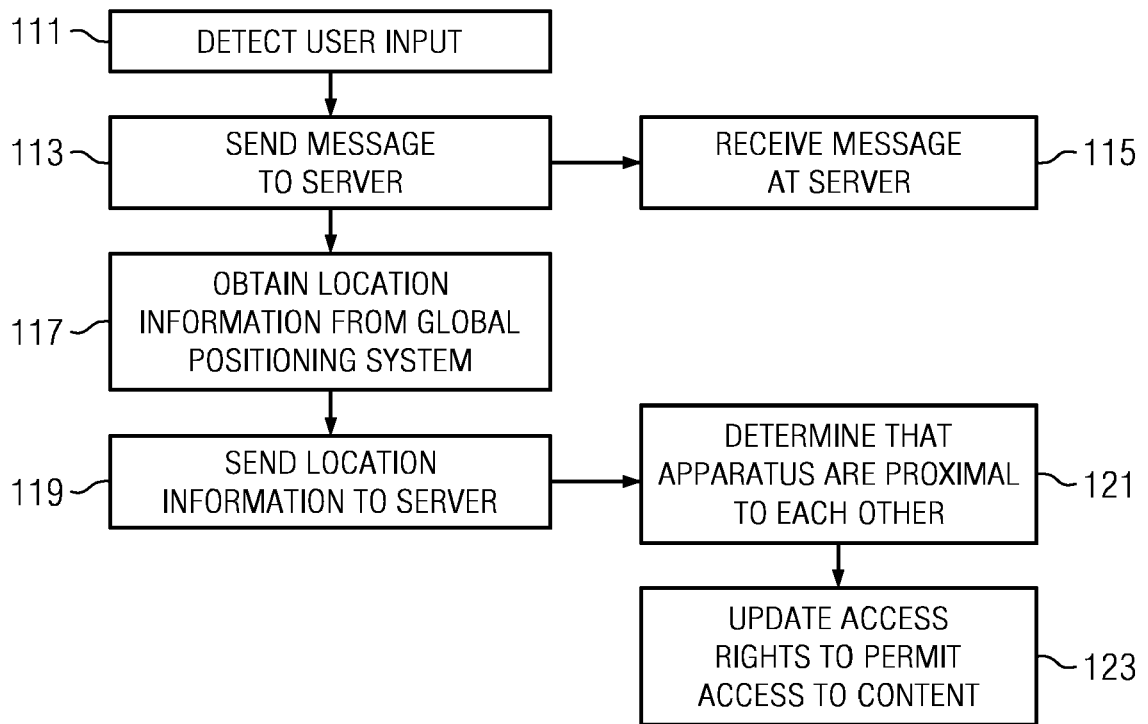 111
DETECT USER INPUT
113
SEND MESSAGE
TO SERVER
RECEIVE MESSAGE
AT SERVER
115
117
OBTAIN LOCATION
INFORMATION FROM GLOBAL
POSITIONING SYSTEM
119
SEND LOCATION
INFORMATION TO SERVER
DETERMINE THAT
APPARATUS ARE PROXIMAL
TO EACH OTHER
121
UPDATE ACCESS
RIGHTS TO PERMIT
ACCESS TO CONTENT
123